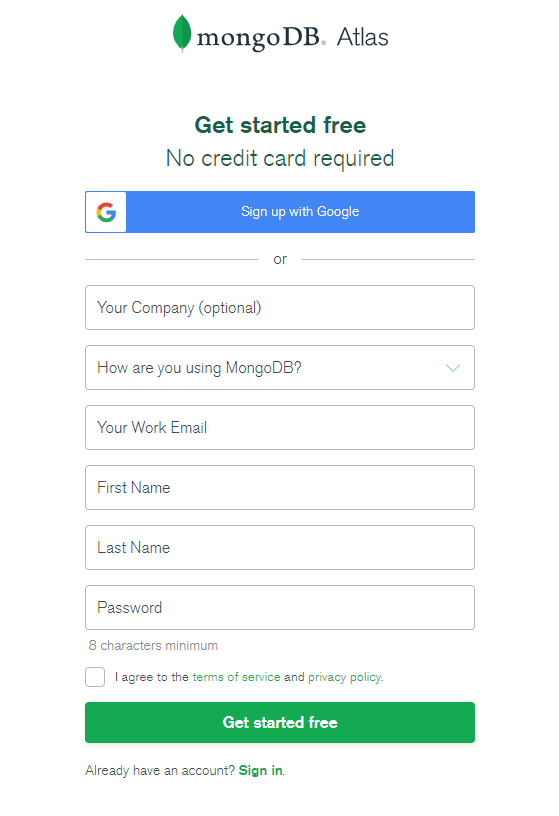 mongoDB. Atlas
Get started free
No credit card required
Sign up with Google
or
Your Company (optional)
How are you using MongoDB?
Your Work Email
First Name
Last Name
Password
8 characters minimum
I agree to the terms of service and privacy policy.
Get started free
Already have an account? Sign in.